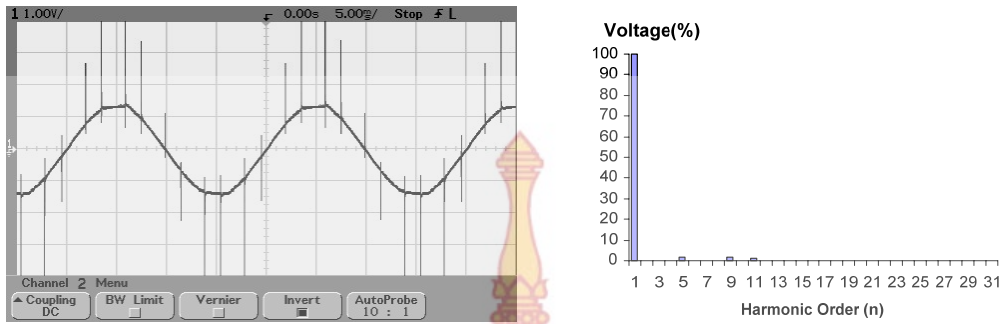 1 1.00V/ 0.00s 5.00㎳/ Stop L
1
Channel 2 Menu
Coupling BW Limit Vernier Invert AutoProbe
DC 10 : 1
Voltage(%)
100
90
80
70
60
50
40
30
20
10
0
1 3 5 7 9 11 13 15 17 19 21 23 25 27 29 31
Harmonic Order (n)